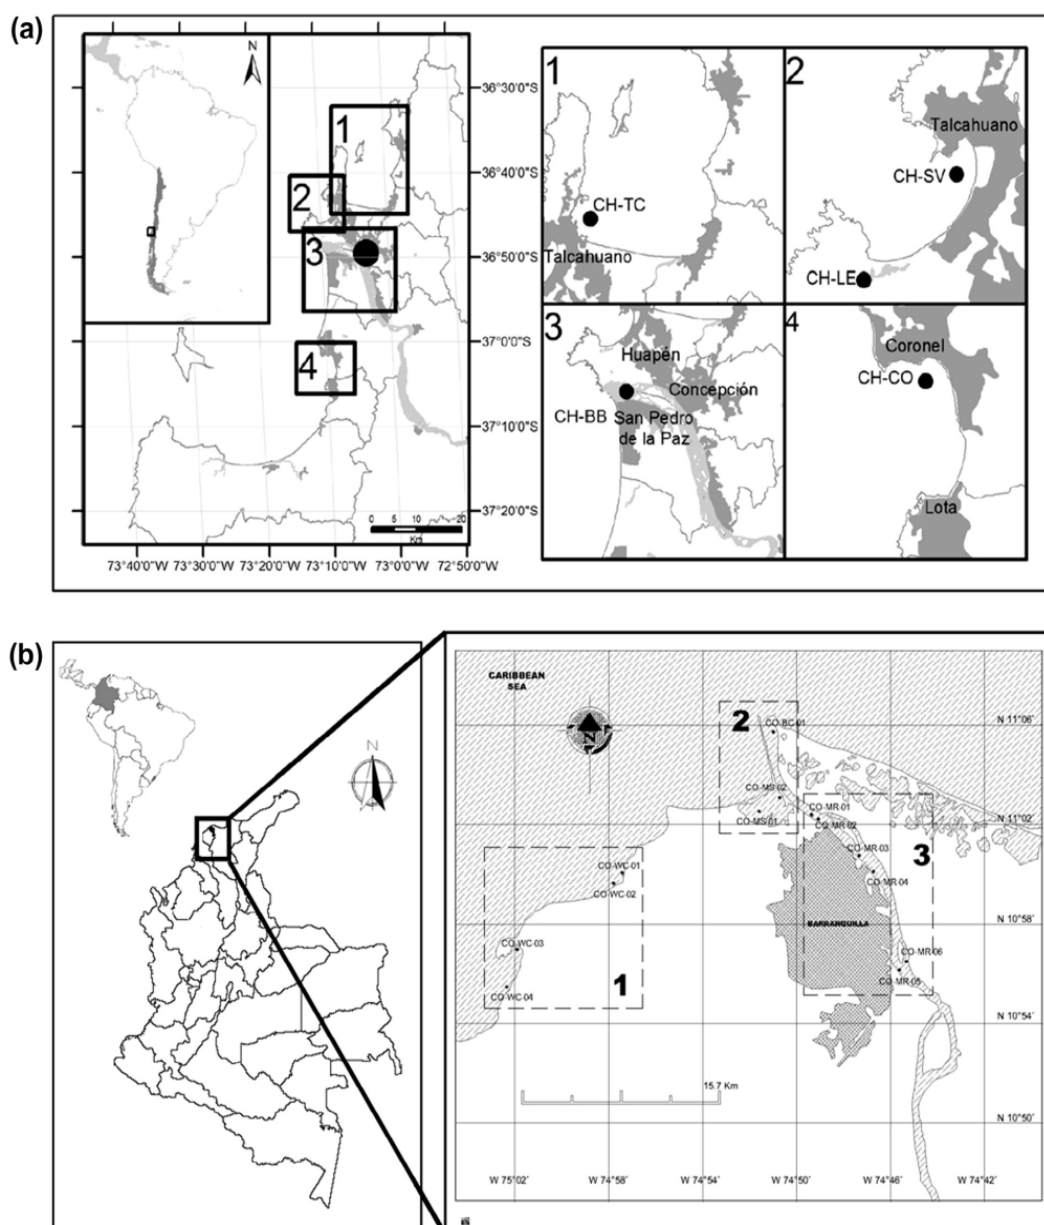 (a)
N
1
2
3
4
36°30'0"S
36°40'0"S
36°50'0"S
37°0'0"S
37°10'0"S
37°20'0"S
0 5 10 20
Km
73°40'0"W 73°30'0"W 73°20'0"W 73°10'0"W 73°0'0"W 72°50'0"W
1
CH-TC
Talcahuano
2
Talcahuano
CH-SV
CH-LE
3
Huapén
Concepción
CH-BB
San Pedro
de la Paz
4
Coronel
CH-CO
Lota
(b)
N
CARIBBEAN
SEA
N
2
CO-BC-01
N 11°06'
CO-MS-02
CO-MS-01
CO-MR-01
CO-MR-02
N 11°02'
CO-MR-03
3
CO-MR-04
CO-WC-01
CO-WC-02
BARRANQUILLA
N 10°58'
CO-WC-03
CO-MR-06
CO-MR-05
CO-WC-04
1
N 10°54'
15.7 Km
N 10°50'
W 75°02' W 74°58' W 74°54' W 74°50' W 74°46' W 74°42'